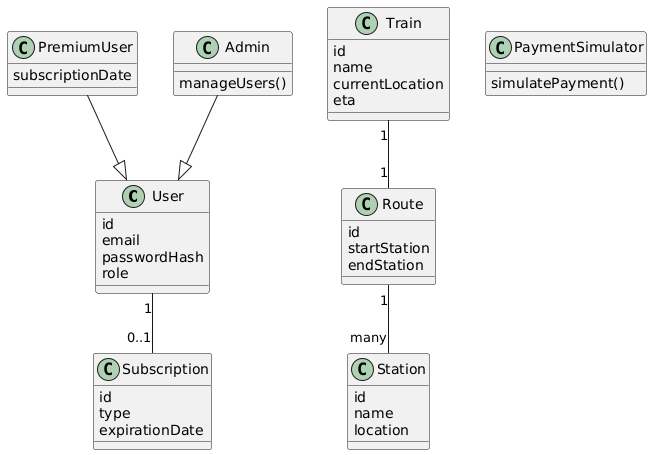 C PremiumUser
subscriptionDate
C Admin
manageUsers()
C Train
id
name
currentLocation
eta
C PaymentSimulator
simulatePayment()
1
1
C User
id
email
passwordHash
role
C Route
id
startStation
endStation
1
0..1
1
many
C Subscription
id
type
expirationDate
C Station
id
name
location